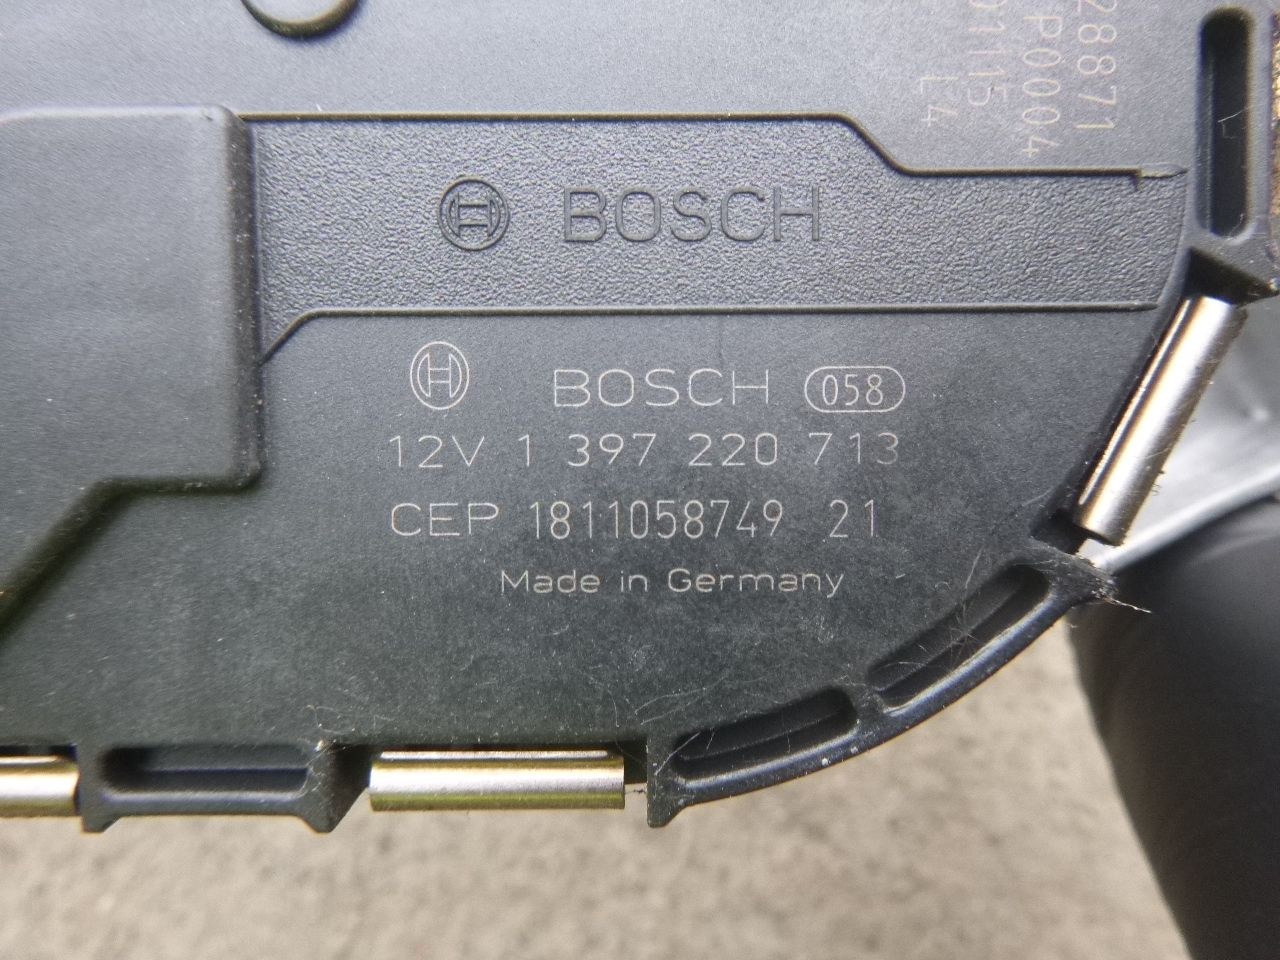 28871
P0004
01115
L4
BOSCH
BOSCH 058
12V 1 397 220 713
CEP 1811058749 21
Made in Germany